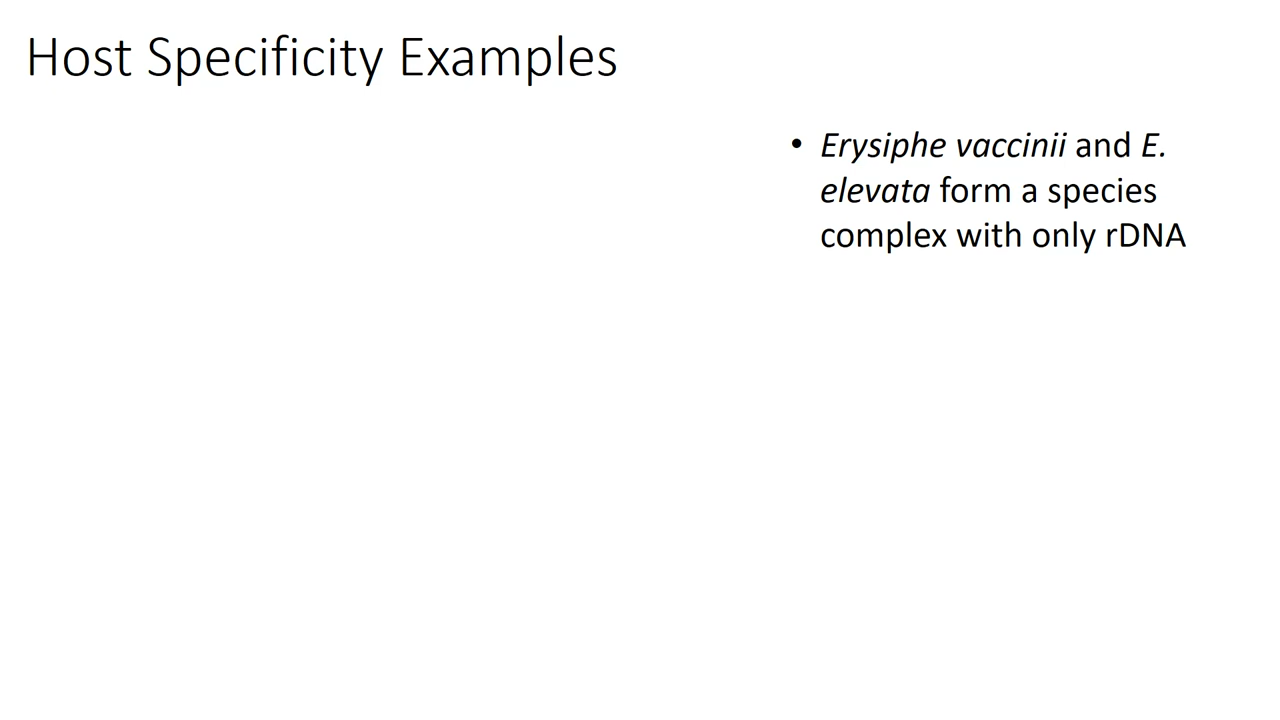 Host Specificity Examples
• Erysiphe vaccinii and E.
elevata form a species
complex with only rDNA